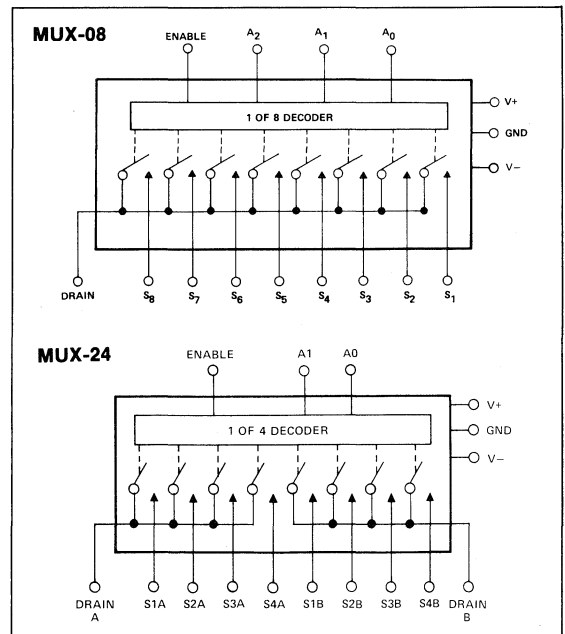 MUX-08
ENABLE A₂ A₁ A₀
1 OF 8 DECODER
V+
GND
V−
DRAIN S₈ S₇ S₆ S₅ S₄ S₃ S₂ S₁
MUX-24
ENABLE A1 A0
1 OF 4 DECODER
V+
GND
V−
DRAIN A S1A S2A S3A S4A S1B S2B S3B S4B DRAIN B